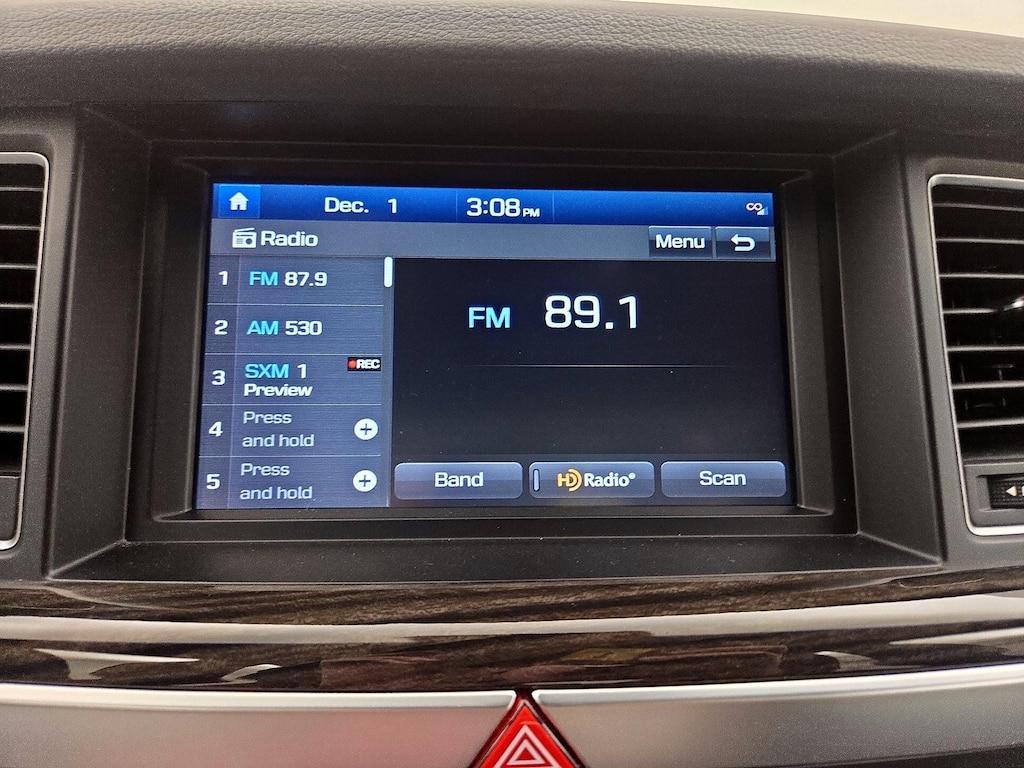 Dec. 1 3:08 PM
Radio Menu
1 FM 87.9
2 AM 530
3 SXM 1 REC
Preview
4 Press
and hold
5 Press
and hold
FM 89.1
Band HD Radio® Scan